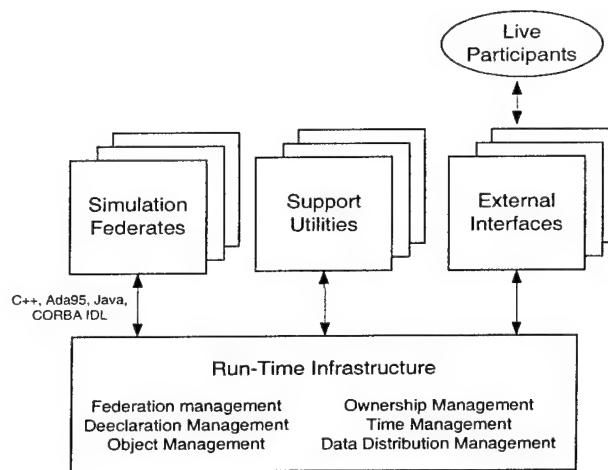 Live
Participants
Simulation
Federates
Support
Utilities
External
Interfaces
C++, Ada95, Java,
CORBA IDL
Run-Time Infrastructure
Federation management
Deeclaration Management
Object Management
Ownership Management
Time Management
Data Distribution Management